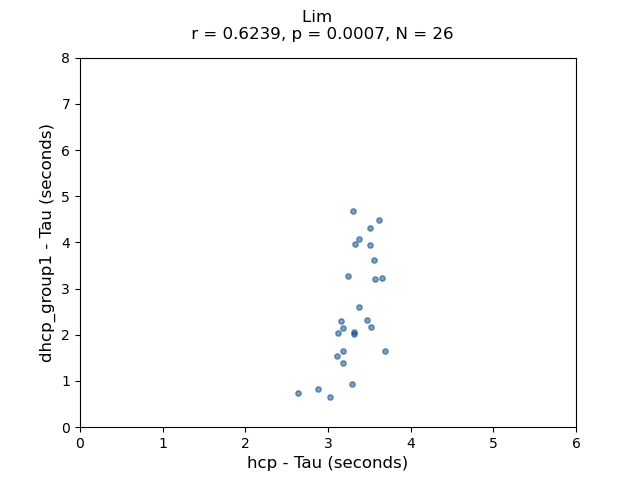 Lim
r = 0.6239, p = 0.0007, N = 26
8
7
6
5
4
3
2
1
0
dhcp_group1 - Tau (seconds)
0 1 2 3 4 5 6
hcp - Tau (seconds)